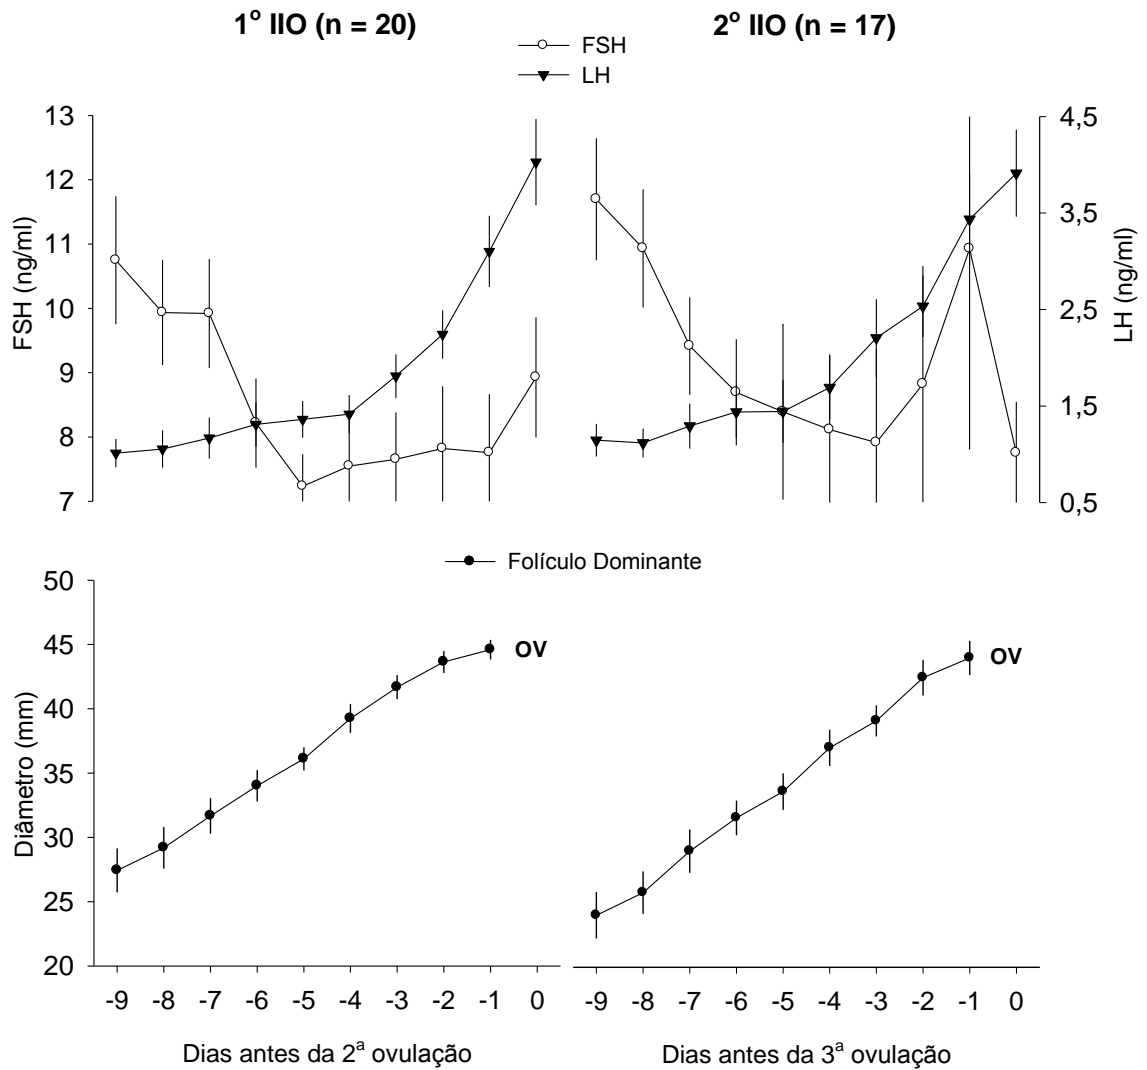 1º IIO (n = 20)
2º IIO (n = 17)
FSH
LH
13
12
11
10
9
8
7
FSH (ng/ml)
4,5
3,5
2,5
1,5
0,5
LH (ng/ml)
Folículo Dominante
50
45
40
35
30
25
20
Diâmetro (mm)
OV
OV
-9 -8 -7 -6 -5 -4 -3 -2 -1 0
-9 -8 -7 -6 -5 -4 -3 -2 -1 0
Dias antes da 2ª ovulação
Dias antes da 3ª ovulação